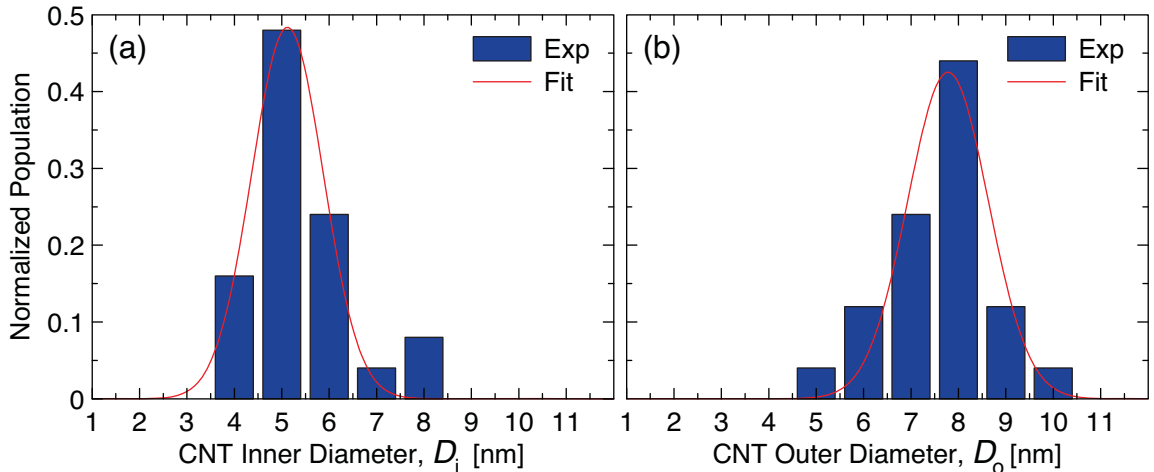 (a)
Exp
Fit
(b)
Exp
Fit
Normalized Population
0.5
0.4
0.3
0.2
0.1
0
1 2 3 4 5 6 7 8 9 10 11
1 2 3 4 5 6 7 8 9 10 11
CNT Inner Diameter, Di [nm]
CNT Outer Diameter, Do [nm]